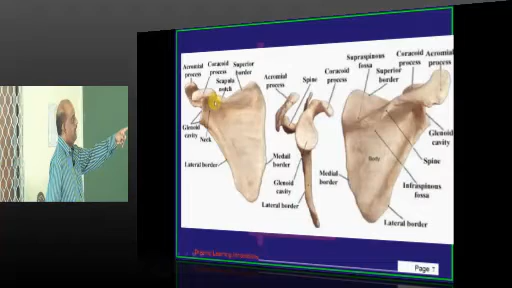 Acromial process
Coracoid process
Superior border
Scapula notch
Glenoid cavity
Neck
Lateral border
Acromial process
Spine
Coracoid process
Medail border
Glenoid cavity
Lateral border
Supraspinous fossa
Superior border
Coracoid process
Acromial process
Glenoid cavity
Spine
Body
Infraspinous fossa
Medial border
Lateral border
Page